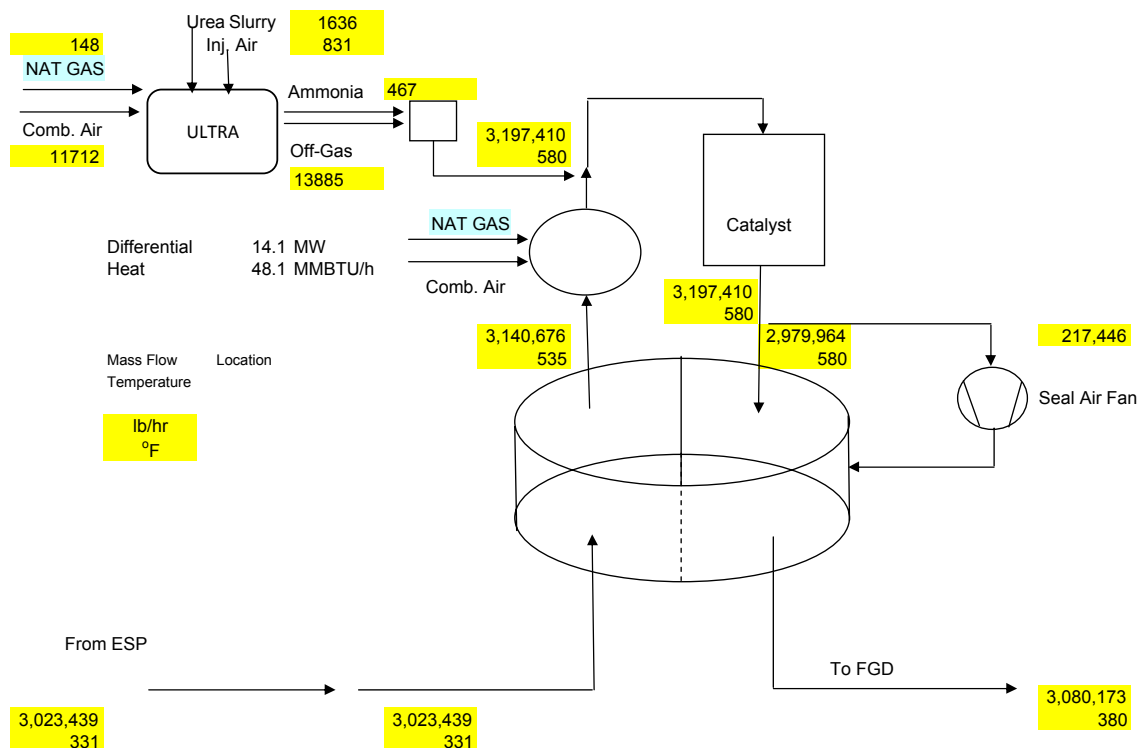 Urea Slurry 1636
Inj. Air 831
148
NAT GAS
Comb. Air
11712
ULTRA
Ammonia 467
Off-Gas
13885
3,197,410
580
Catalyst
NAT GAS
Comb. Air
Differential 14.1 MW
Heat 48.1 MMBTU/h
3,197,410
580
3,140,676
535
2,979,964
580
217,446
Seal Air Fan
Mass Flow Location
Temperature
lb/hr
°F
From ESP
To FGD
3,023,439
331
3,023,439
331
3,080,173
380